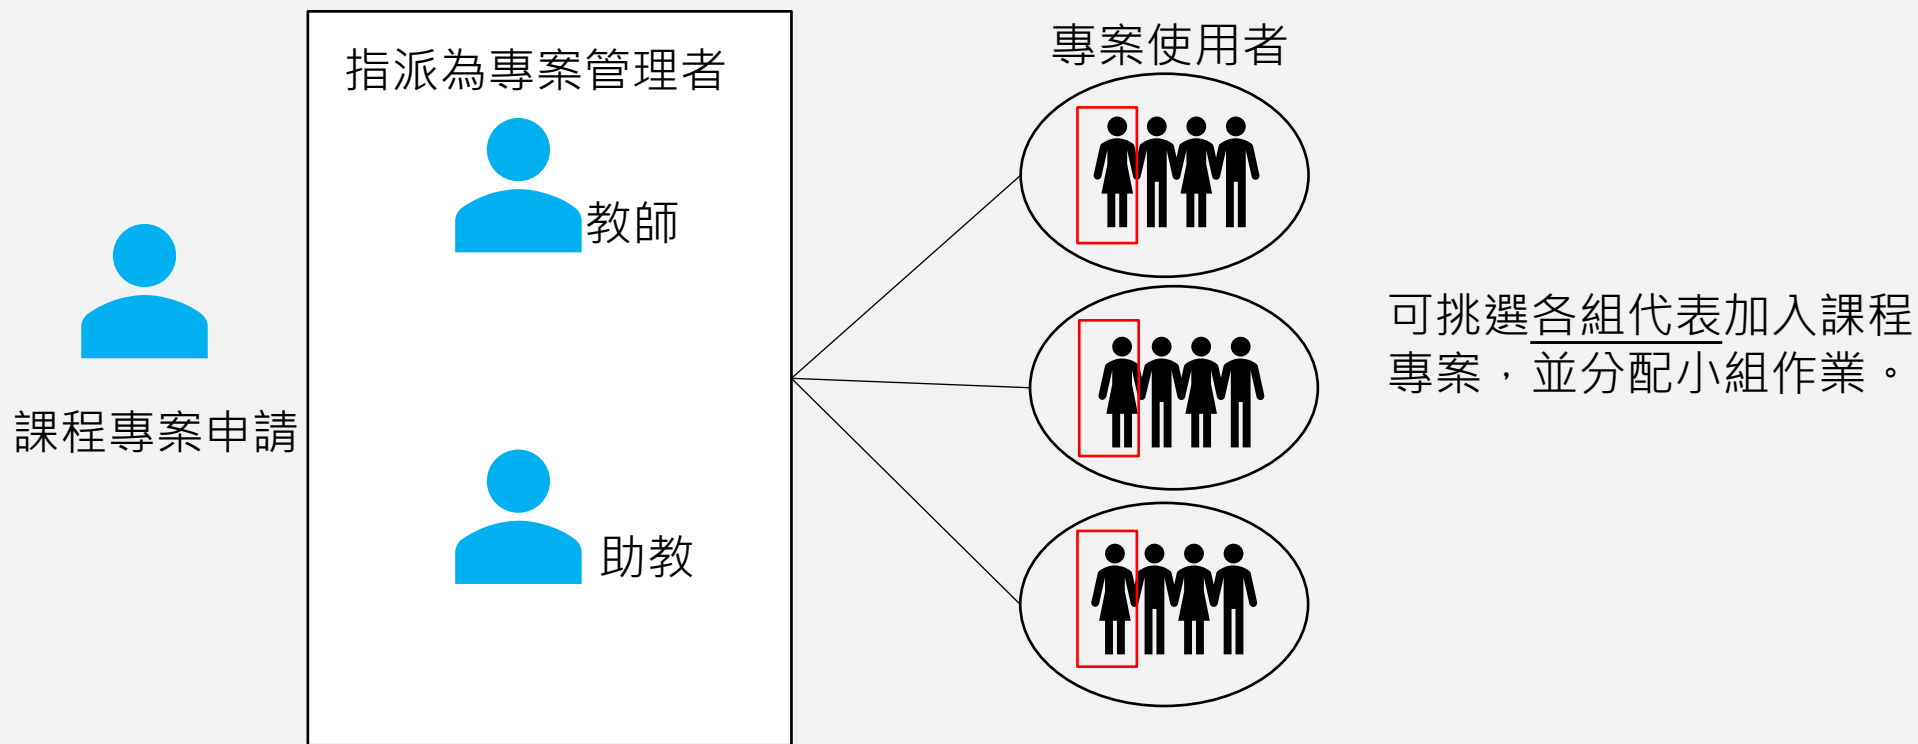 課程專案申請
指派為專案管理者
教師
助教
專案使用者
可挑選各組代表加入課程
專案，並分配小組作業。